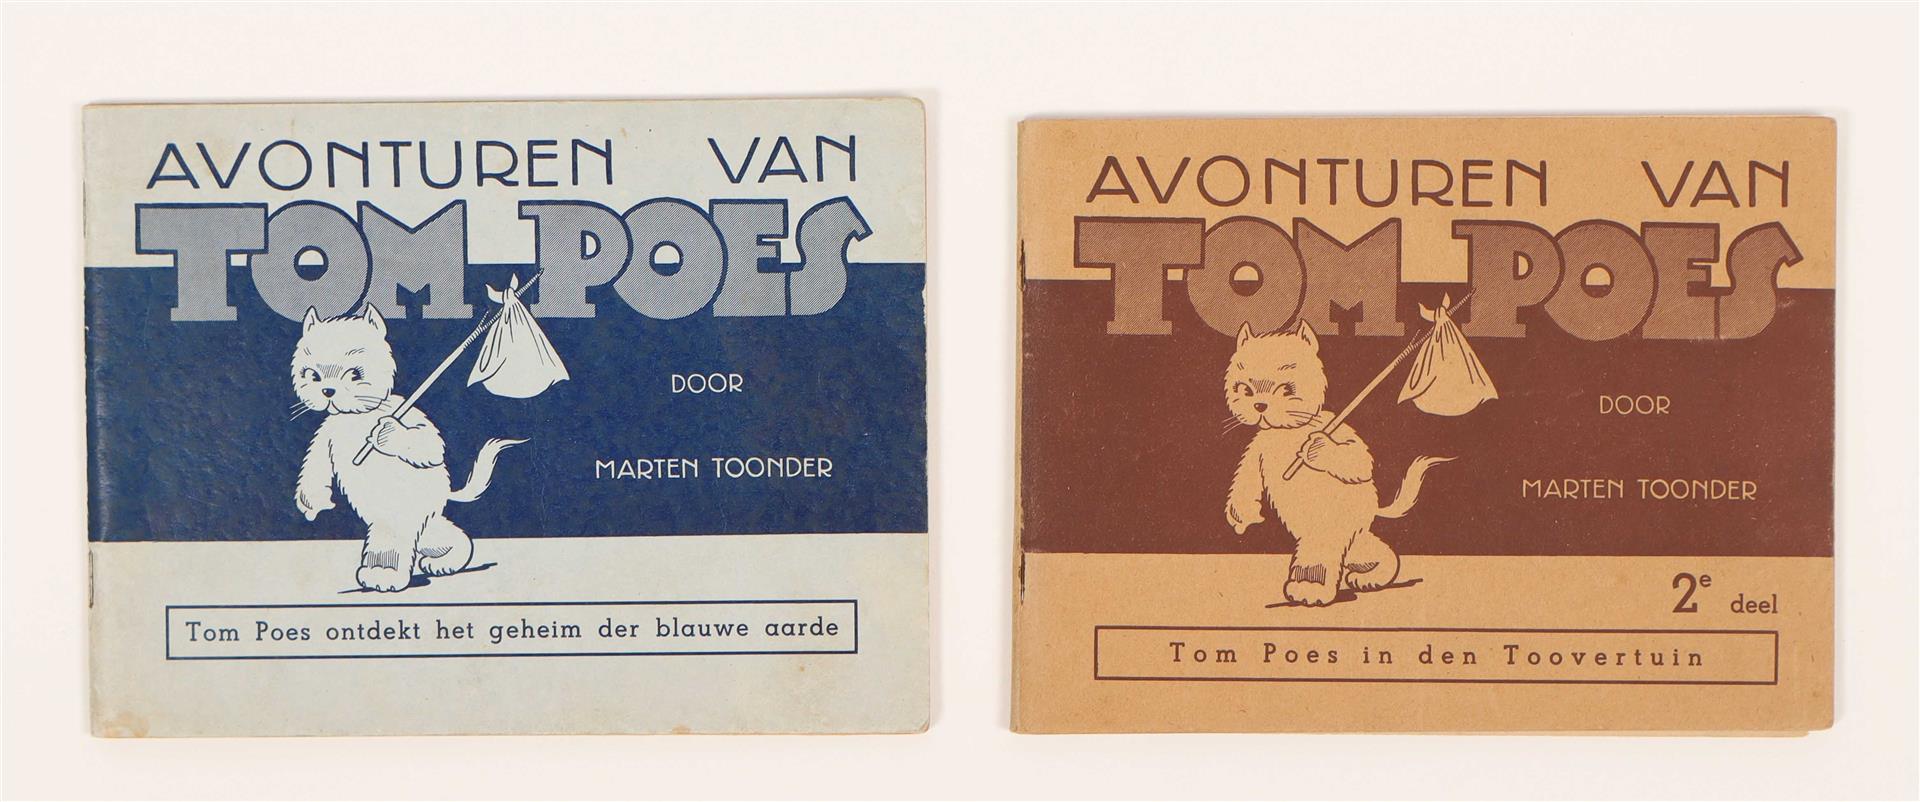 AVONTUREN VAN
TOM POES
DOOR
MARTEN TOONDER
Tom Poes ontdekt het geheim der blauwe aarde
AVONTUREN VAN
TOM POES
DOOR
MARTEN TOONDER
2e deel
Tom Poes in den Toovertuin